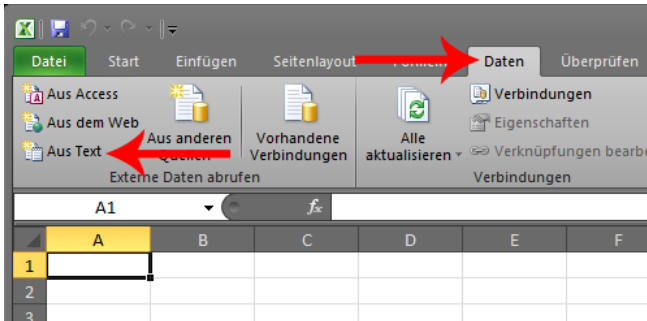 Datei Start Einfügen Seitenlayout Daten Überprüfen
Aus Access
Aus dem Web
Aus Text
Aus anderen
Vorhandene
Verbindungen
Alle
aktualisieren
Verbindungen
Eigenschaften
Verknüpfungen bearbe
Externe Daten abrufen Verbindungen
A1 fx
A B C D E F
1
2
3